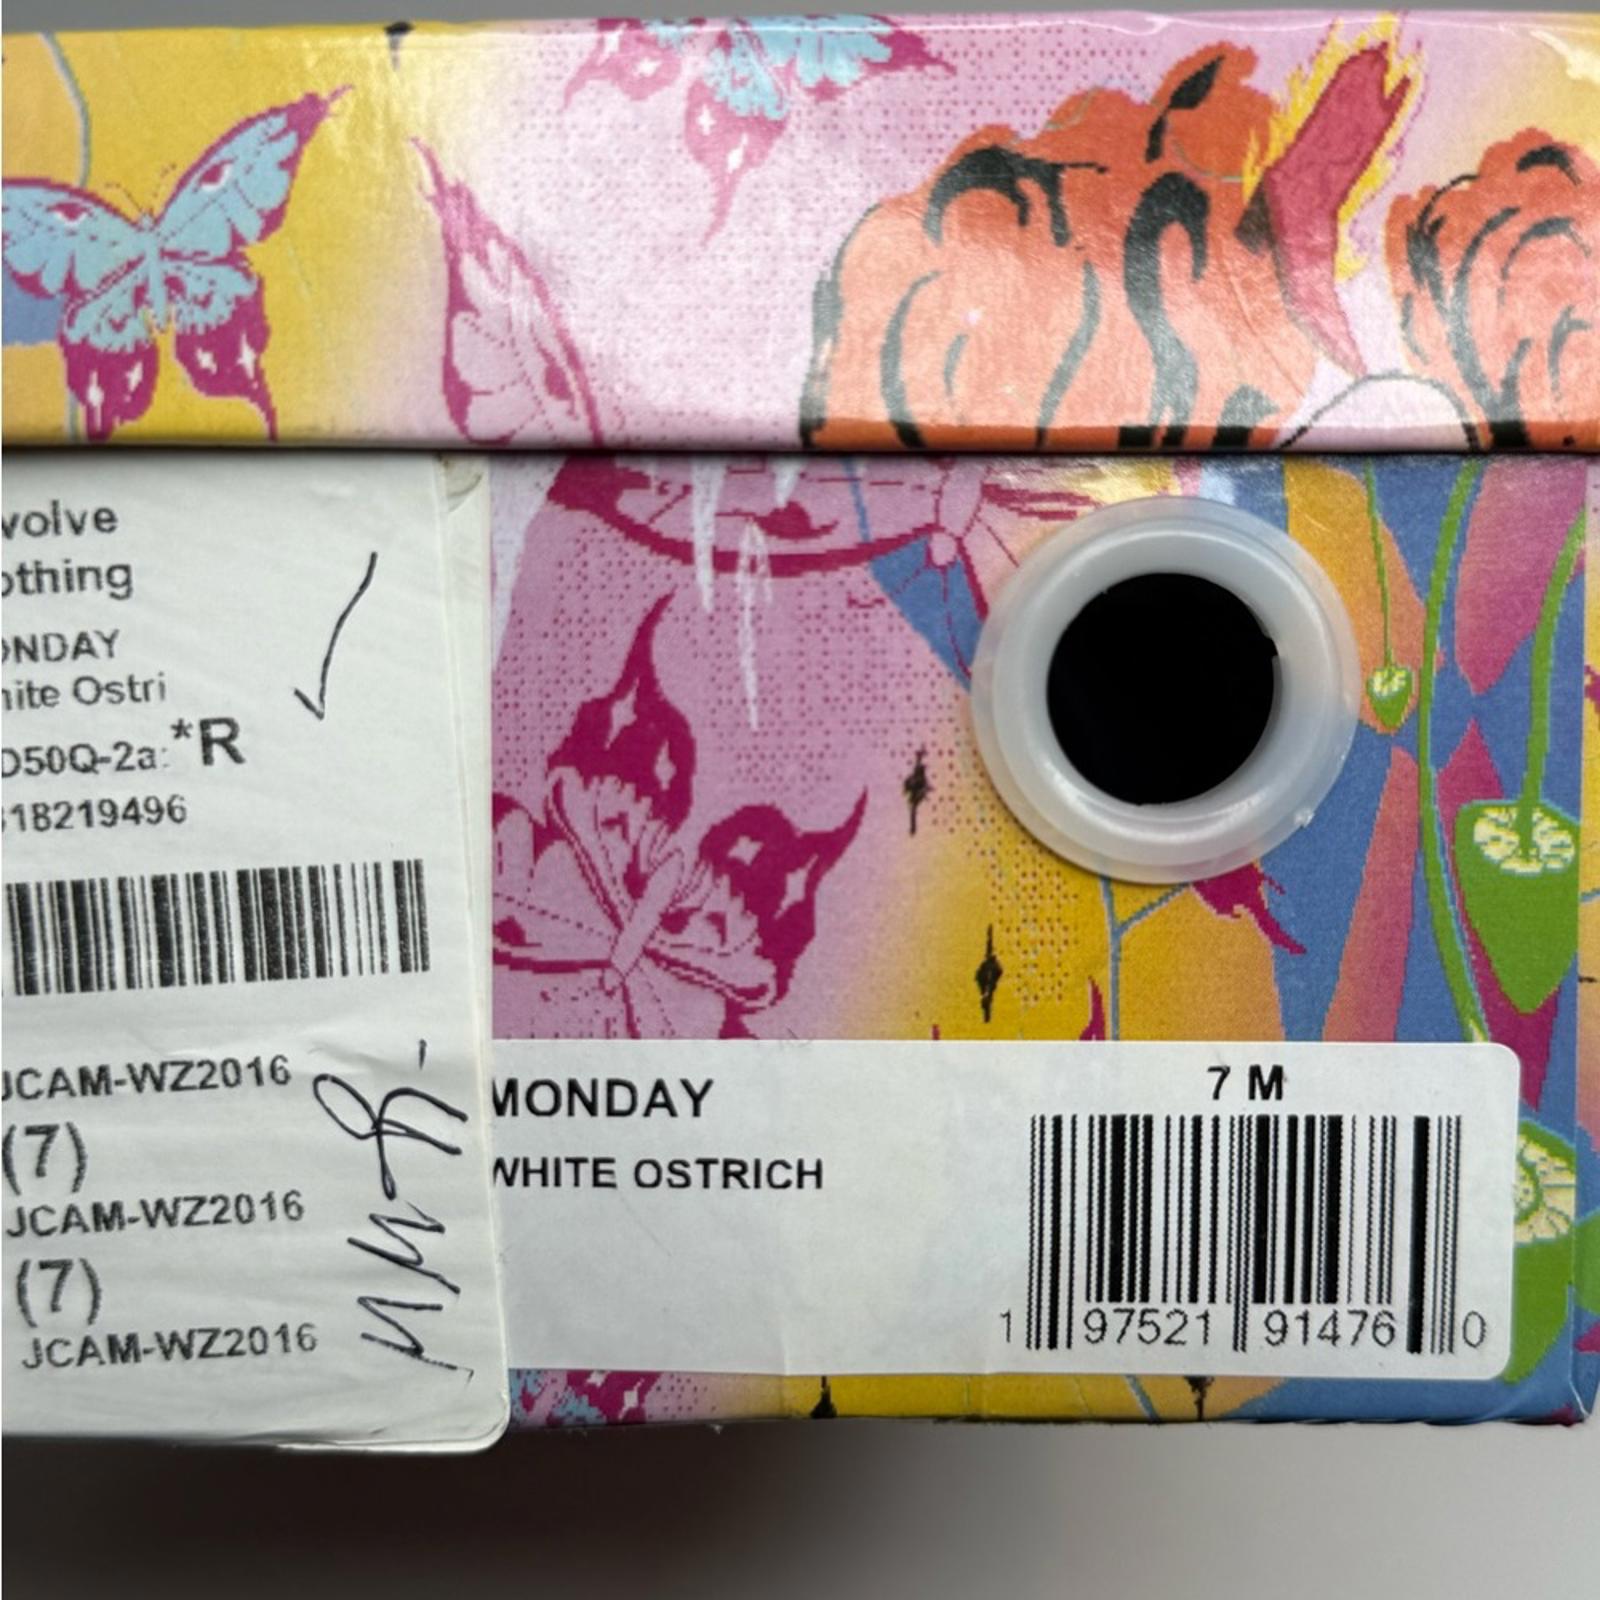 volve
othing
ONDAY
hite Ostri
D50Q-2a: *R
318219496
JCAM-WZ2016
(7)
JCAM-WZ2016
(7)
JCAM-WZ2016
MONDAY
WHITE OSTRICH
7 M
1 97521 91476 0